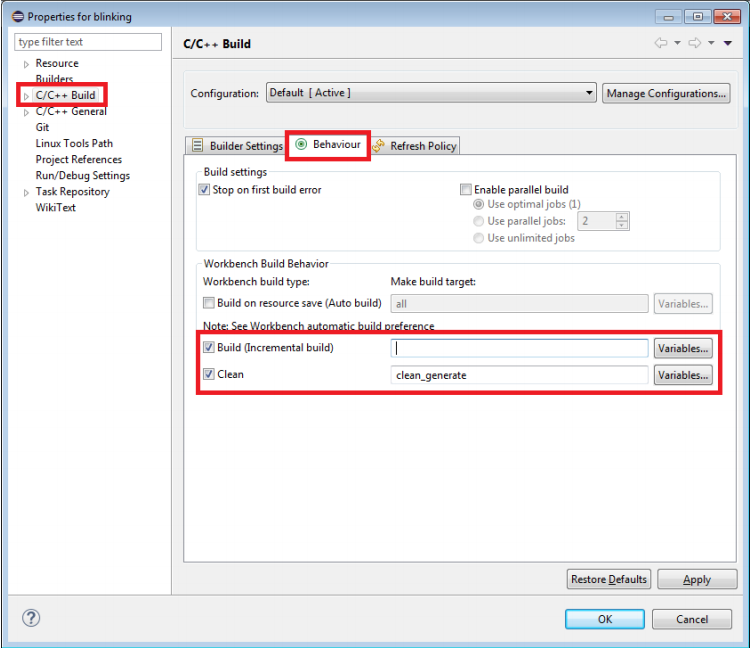 Properties for blinking
type filter text
C/C++ Build
Resource
Builders
C/C++ Build
C/C++ General
Git
Linux Tools Path
Project References
Run/Debug Settings
Task Repository
WikiText
Configuration: Default [ Active ] Manage Configurations...
Builder Settings Behaviour Refresh Policy
Build settings
Stop on first build error Enable parallel build
Use optimal jobs (1)
Use parallel jobs: 2
Use unlimited jobs
Workbench Build Behavior
Workbench build type: Make build target:
Build on resource save (Auto build) all Variables...
Note: See Workbench automatic build preference
Build (Incremental build) Variables...
Clean clean_generate Variables...
Restore Defaults Apply
? OK Cancel